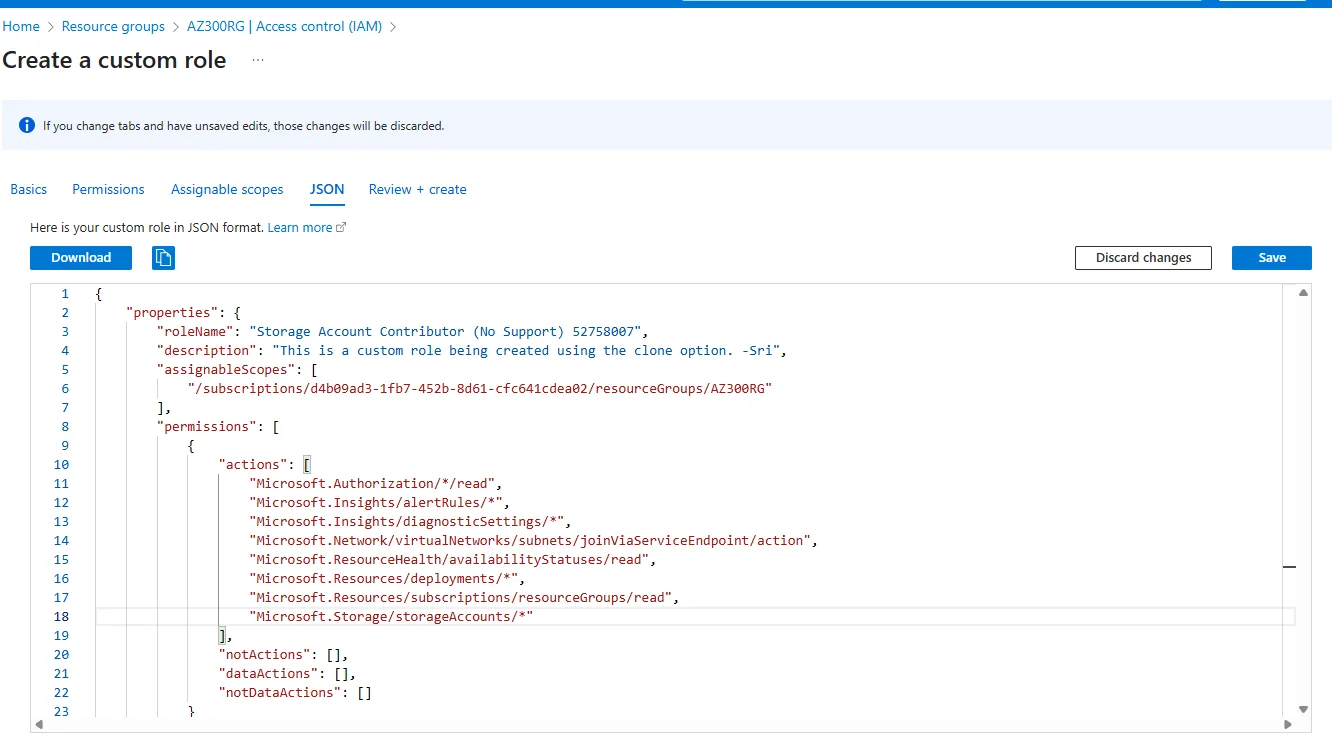 Home > Resource groups > AZ300RG | Access control (IAM) >
Create a custom role ...
If you change tabs and have unsaved edits, those changes will be discarded.
Basics Permissions Assignable scopes JSON Review + create
Here is your custom role in JSON format. Learn more
Download Discard changes Save
1 {
2 "properties": {
3 "roleName": "Storage Account Contributor (No Support) 52758007",
4 "description": "This is a custom role being created using the clone option. -Sri",
5 "assignableScopes": [
6 "/subscriptions/d4b09ad3-1fb7-452b-8d61-cfc641cdea02/resourceGroups/AZ300RG"
7 ],
8 "permissions": [
9 {
10 "actions": [
11 "Microsoft.Authorization/*/read",
12 "Microsoft.Insights/alertRules/*",
13 "Microsoft.Insights/diagnosticSettings/*",
14 "Microsoft.Network/virtualNetworks/subnets/joinViaServiceEndpoint/action",
15 "Microsoft.ResourceHealth/availabilityStatuses/read",
16 "Microsoft.Resources/deployments/*",
17 "Microsoft.Resources/subscriptions/resourceGroups/read",
18 "Microsoft.Storage/storageAccounts/*"
19 ],
20 "notActions": [],
21 "dataActions": [],
22 "notDataActions": []
23 }